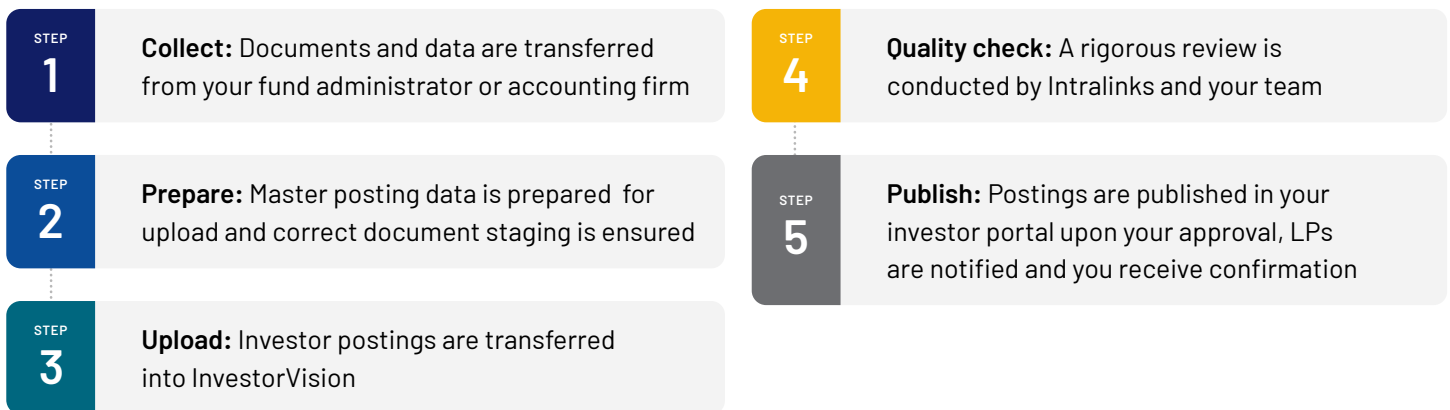 STEP
1
Collect: Documents and data are transferred
from your fund administrator or accounting firm
STEP
2
Prepare: Master posting data is prepared for
upload and correct document staging is ensured
STEP
3
Upload: Investor postings are transferred
into InvestorVision
STEP
4
Quality check: A rigorous review is
conducted by Intralinks and your team
STEP
5
Publish: Postings are published in your
investor portal upon your approval, LPs
are notified and you receive confirmation